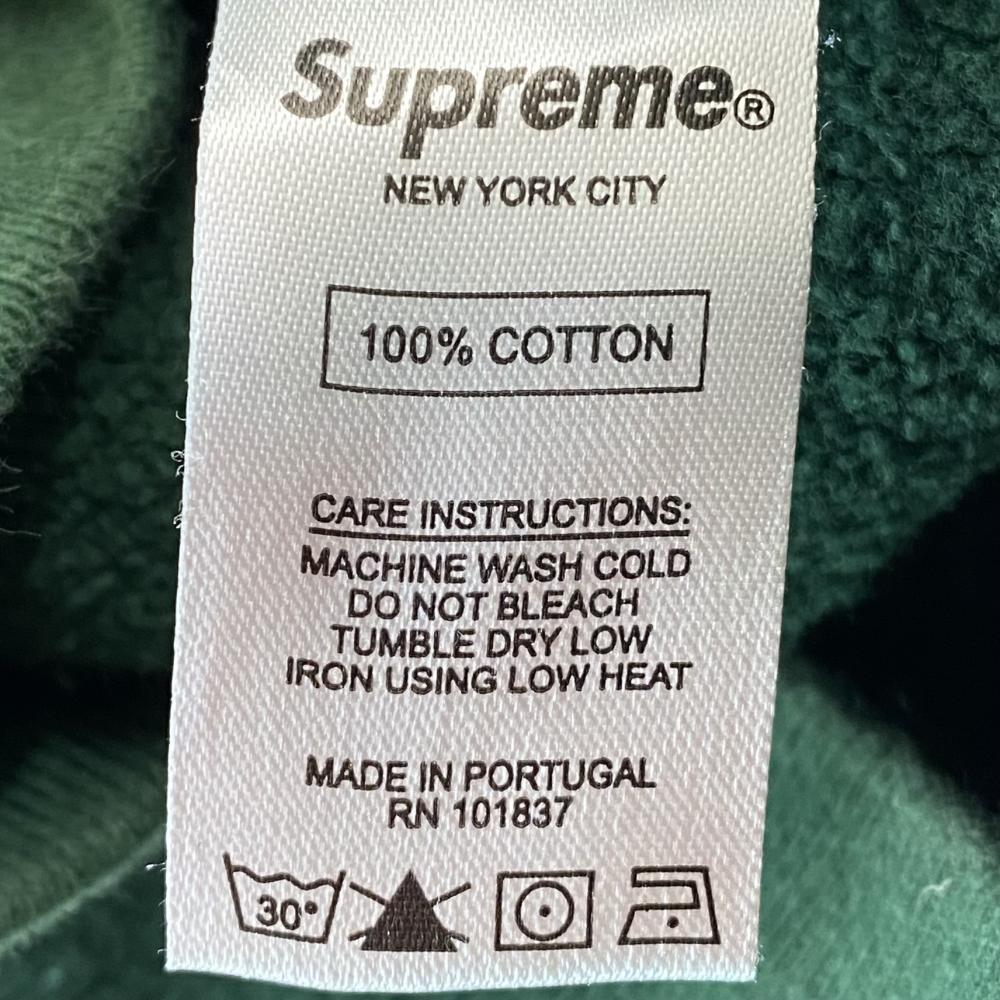 Supreme®
NEW YORK CITY
100% COTTON
CARE INSTRUCTIONS:
MACHINE WASH COLD
DO NOT BLEACH
TUMBLE DRY LOW
IRON USING LOW HEAT
MADE IN PORTUGAL
RN 101837
30°